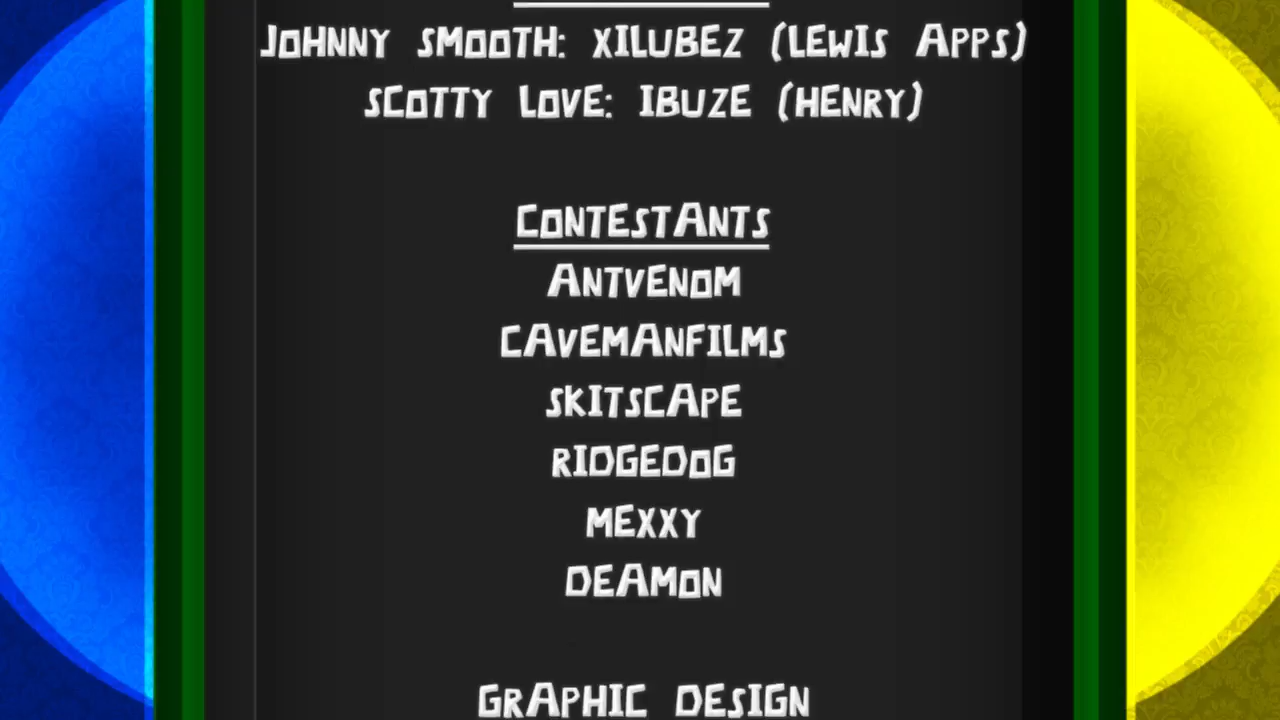 JOHNNY SMOOTH: XILUBEZ (LEWIS APPS)
SCOTTY LOVE: IBUZE (HENRY)
CONTESTANTS
ANTVENOM
CAVEMANFILMS
SKITSCAPE
RIDGEDOG
MEXXY
DEAMON
GRAPHIC DESIGN